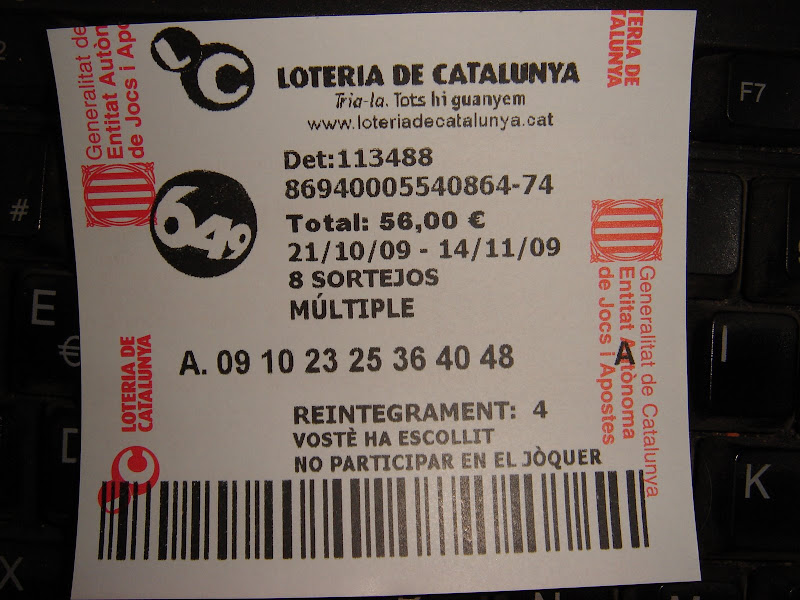 LC
LOTERIA DE CATALUNYA
Tria-la. Tots hi guanyem
www.loteriadecatalunya.cat
Det:113488
86940005540864-74
6/49
Total: 56,00 €
21/10/09 - 14/11/09
8 SORTEJOS
MÚLTIPLE
A. 09 10 23 25 36 40 48
A
REINTEGRAMENT: 4
VOSTÈ HA ESCOLLIT
NO PARTICIPAR EN EL JÒQUER
Generalitat de
Entitat Autòn
de Jocs i Apos
LOTERIA DE
CATALUNYA
C
TERIA DE
TALUNYA
Generalitat de Catalunya
Entitat Autònoma
de Jocs i Apostes
F7
#
E
€
D
X
I
K